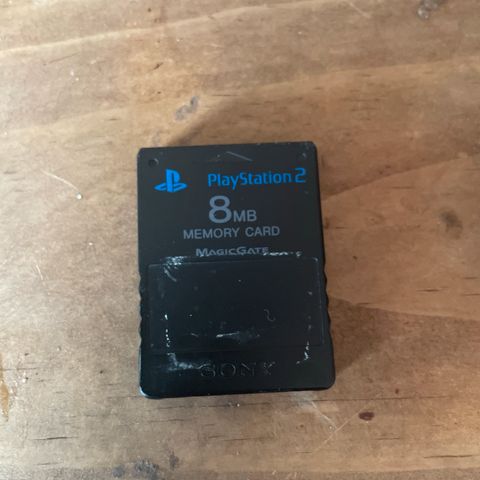 PlayStation 2
8MB
MEMORY CARD
MAGICGATE
SONY